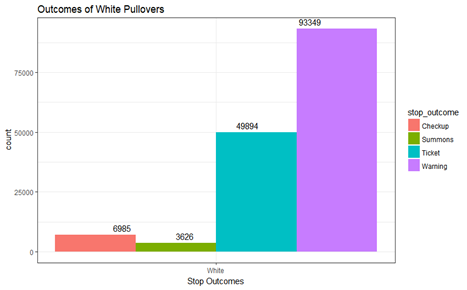 Outcomes of White Pullovers
93349
75000
49894
50000
count
25000
6985
3626
0
White
Stop Outcomes
stop_outcome
Checkup
Summons
Ticket
Warning